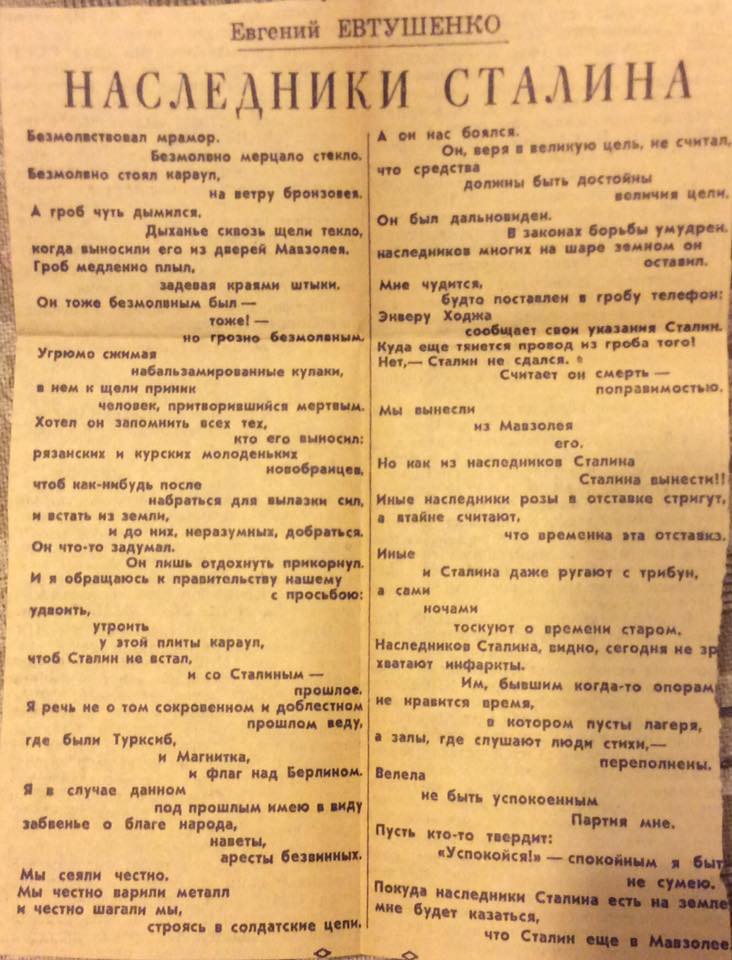 Евгений ЕВТУШЕНКО
НАСЛЕДНИКИ СТАЛИНА
Безмолвствовал мрамор.
Безмолвно мерцало стекло.
Безмолвно стоял караул,
на ветру бронзовея.
А гроб чуть дымился.
Дыханье сквозь щели текло,
когда выносили его из дверей Мавзолея.
Гроб медленно плыл,
задевая краями штыки.
Он тоже безмолвным был —
тоже! —
но грозно безмолвным.
Угрюмо сжимая
набальзамированные кулаки,
в нем к щели приник
человек, притворившийся мертвым.
Хотел он запомнить всех тех,
кто его выносил:
рязанских и курских молоденьких
новобранцев,
чтоб как-нибудь после
набраться для вылазки сил,
и встать из земли,
и до них, неразумных, добраться.
Он что-то задумал.
Он лишь отдохнуть прикорнул.
И я обращаюсь к правительству нашему
с просьбою:
удвоить,
утроить
у этой плиты караул,
чтоб Сталин не встал,
и со Сталиным —
прошлое.
Я речь не о том сокровенном и доблестном
прошлом веду,
где были Турксиб,
и Магнитка,
и флаг над Берлином.
Я в случае данном
под прошлым имею в виду
забвенье о благе народа,
наветы,
аресты безвинных.
Мы сеяли честно.
Мы честно варили металл
и честно шагали мы,
строясь в солдатские цепи.
А он нас боялся.
Он, веря в великую цель, не считал,
что средства
должны быть достойны
величия цели.
Он был дальновиден.
В законах борьбы умудрен,
наследников многих на шаре земном он
оставил.
Мне чудится,
будто поставлен в гробу телефон:
Энверу Ходжа
сообщает свои указания Сталин.
Куда еще тянется провод из гроба того!
Нет,— Сталин не сдался.
Считает он смерть —
поправимостью.
Мы вынесли
из Мавзолея
его.
Но как из наследников Сталина
Сталина вынести!!
Иные наследники розы в отставке стригут,
а втайне считают,
что временна эта отставка.
Иные
и Сталина даже ругают с трибун,
а сами
ночами
тоскуют о времени старом.
Наследников Сталина, видно, сегодня не зр
хватают инфаркты.
Им, бывшим когда-то опорам
не нравится время,
в котором пусты лагеря,
а залы, где слушают люди стихи,—
переполнены.
Велела
не быть успокоенным
Партия мне.
Пусть кто-то твердит:
«Успокойся!» — спокойным я быт
не сумею.
Покуда наследники Сталина есть на земле
мне будет казаться,
что Сталин еще в Мавзолее